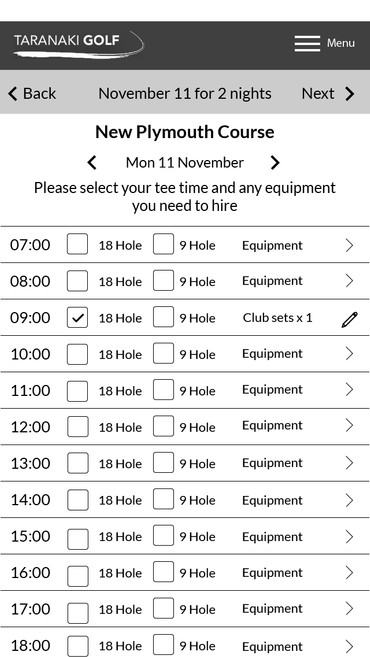 TARANAKI GOLF
Menu
Back November 11 for 2 nights Next
New Plymouth Course
Mon 11 November
Please select your tee time and any equipment
you need to hire
07:00 18 Hole 9 Hole Equipment
08:00 18 Hole 9 Hole Equipment
09:00 18 Hole 9 Hole Club sets x 1
10:00 18 Hole 9 Hole Equipment
11:00 18 Hole 9 Hole Equipment
12:00 18 Hole 9 Hole Equipment
13:00 18 Hole 9 Hole Equipment
14:00 18 Hole 9 Hole Equipment
15:00 18 Hole 9 Hole Equipment
16:00 18 Hole 9 Hole Equipment
17:00 18 Hole 9 Hole Equipment
18:00 18 Hole 9 Hole Equipment